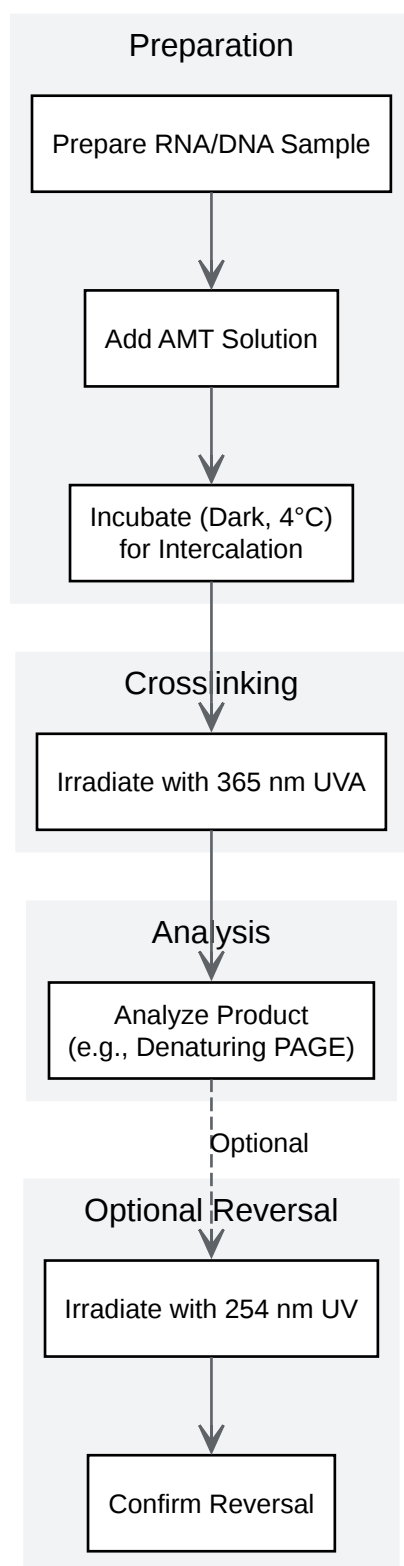 Preparation
Prepare RNA/DNA Sample
Add AMT Solution
Incubate (Dark, 4°C)
for Intercalation
Crosslinking
Irradiate with 365 nm UVA
Analysis
Analyze Product
(e.g., Denaturing PAGE)
Optional
Optional Reversal
Irradiate with 254 nm UV
Confirm Reversal